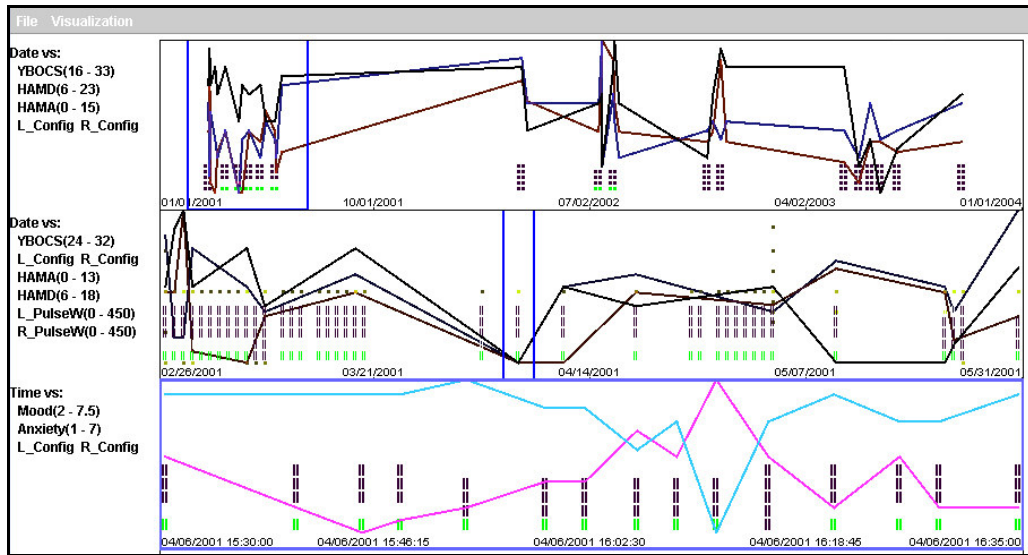 File Visualization
Date vs:
YBOCS(16 - 33)
HAMD(6 - 23)
HAMA(0 - 15)
L_Config R_Config
01/01/2001 10/01/2001 07/02/2002 04/02/2003 01/01/2004
Date vs:
YBOCS(24 - 32)
L_Config R_Config
HAMA(0 - 13)
HAMD(6 - 18)
L_PulseW(0 - 450)
R_PulseW(0 - 450)
02/26/2001 03/21/2001 04/14/2001 05/07/2001 05/31/2001
Time vs:
Mood(2 - 7.5)
Anxiety(1 - 7)
L_Config R_Config
04/06/2001 15:30:00 04/06/2001 15:46:15 04/06/2001 16:02:30 04/06/2001 16:18:45 04/06/2001 16:35:00